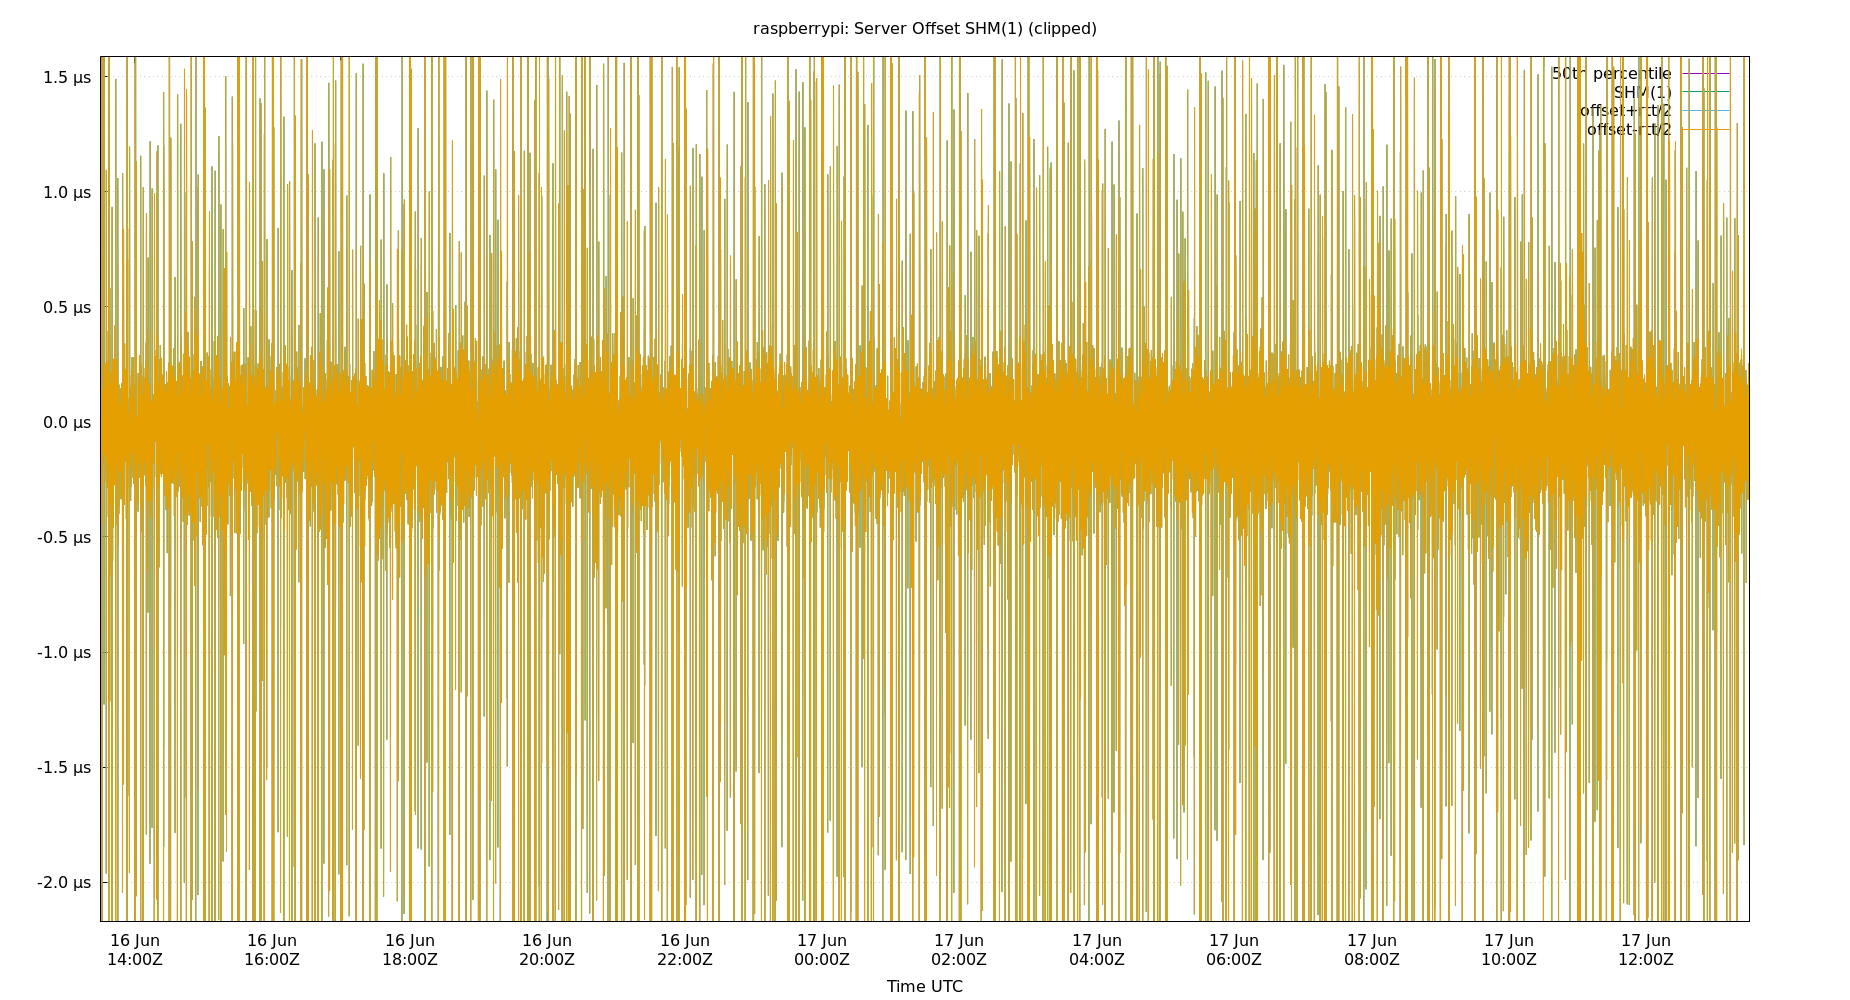 raspberrypi: Server Offset SHM(1) (clipped)
1.5 µs
1.0 µs
0.5 µs
0.0 µs
-0.5 µs
-1.0 µs
-1.5 µs
-2.0 µs
50th percentile
SHM(1)
offset+rtt/2
offset-rtt/2
16 Jun 16 Jun 16 Jun 16 Jun 16 Jun 17 Jun 17 Jun 17 Jun 17 Jun 17 Jun 17 Jun 17 Jun
14:00Z 16:00Z 18:00Z 20:00Z 22:00Z 00:00Z 02:00Z 04:00Z 06:00Z 08:00Z 10:00Z 12:00Z
Time UTC